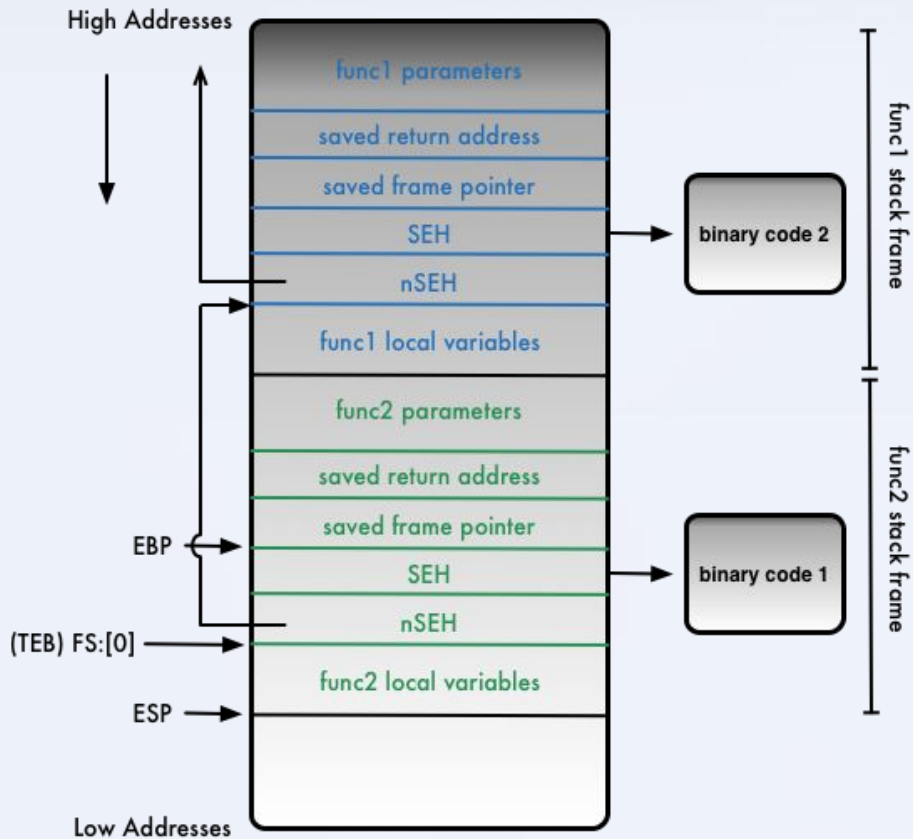 High Addresses
func1 parameters
saved return address
saved frame pointer
SEH
binary code 2
nSEH
func1 local variables
func1 stack frame
func2 parameters
saved return address
saved frame pointer
EBP
SEH
binary code 1
nSEH
(TEB) FS:[0]
func2 local variables
ESP
func2 stack frame
Low Addresses